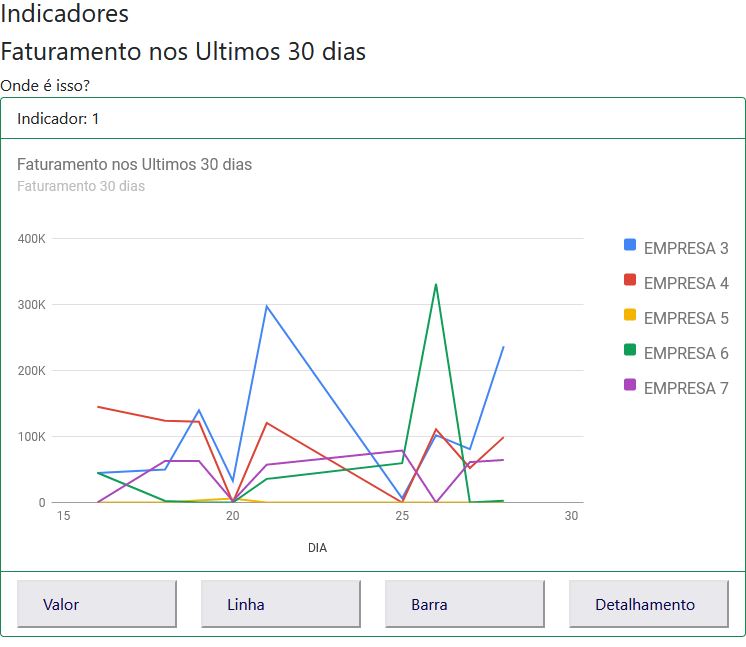 Indicadores
Faturamento nos Ultimos 30 dias
Onde é isso?
Indicador: 1
Faturamento nos Ultimos 30 dias
Faturamento 30 dias
400K
300K
200K
100K
0
15 20 25 30
DIA
EMPRESA 3
EMPRESA 4
EMPRESA 5
EMPRESA 6
EMPRESA 7
Valor Linha Barra Detalhamento